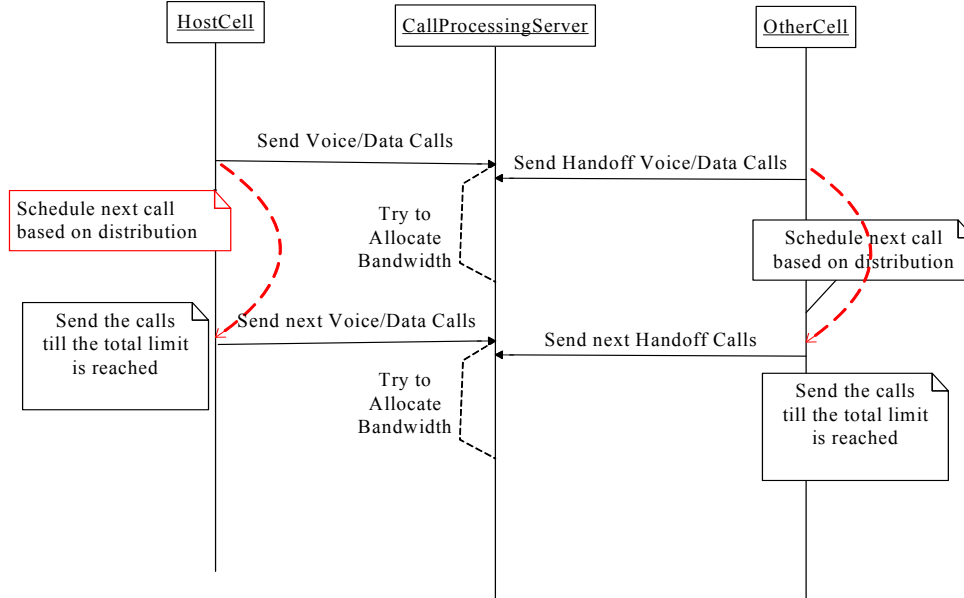 HostCell
CallProcessingServer
OtherCell
Send Voice/Data Calls
Send Handoff Voice/Data Calls
Schedule next call
based on distribution
Try to
Allocate
Bandwidth
Schedule next call
based on distribution
Send the calls
till the total limit
is reached
Send next Voice/Data Calls
Send next Handoff Calls
Try to
Allocate
Bandwidth
Send the calls
till the total limit
is reached